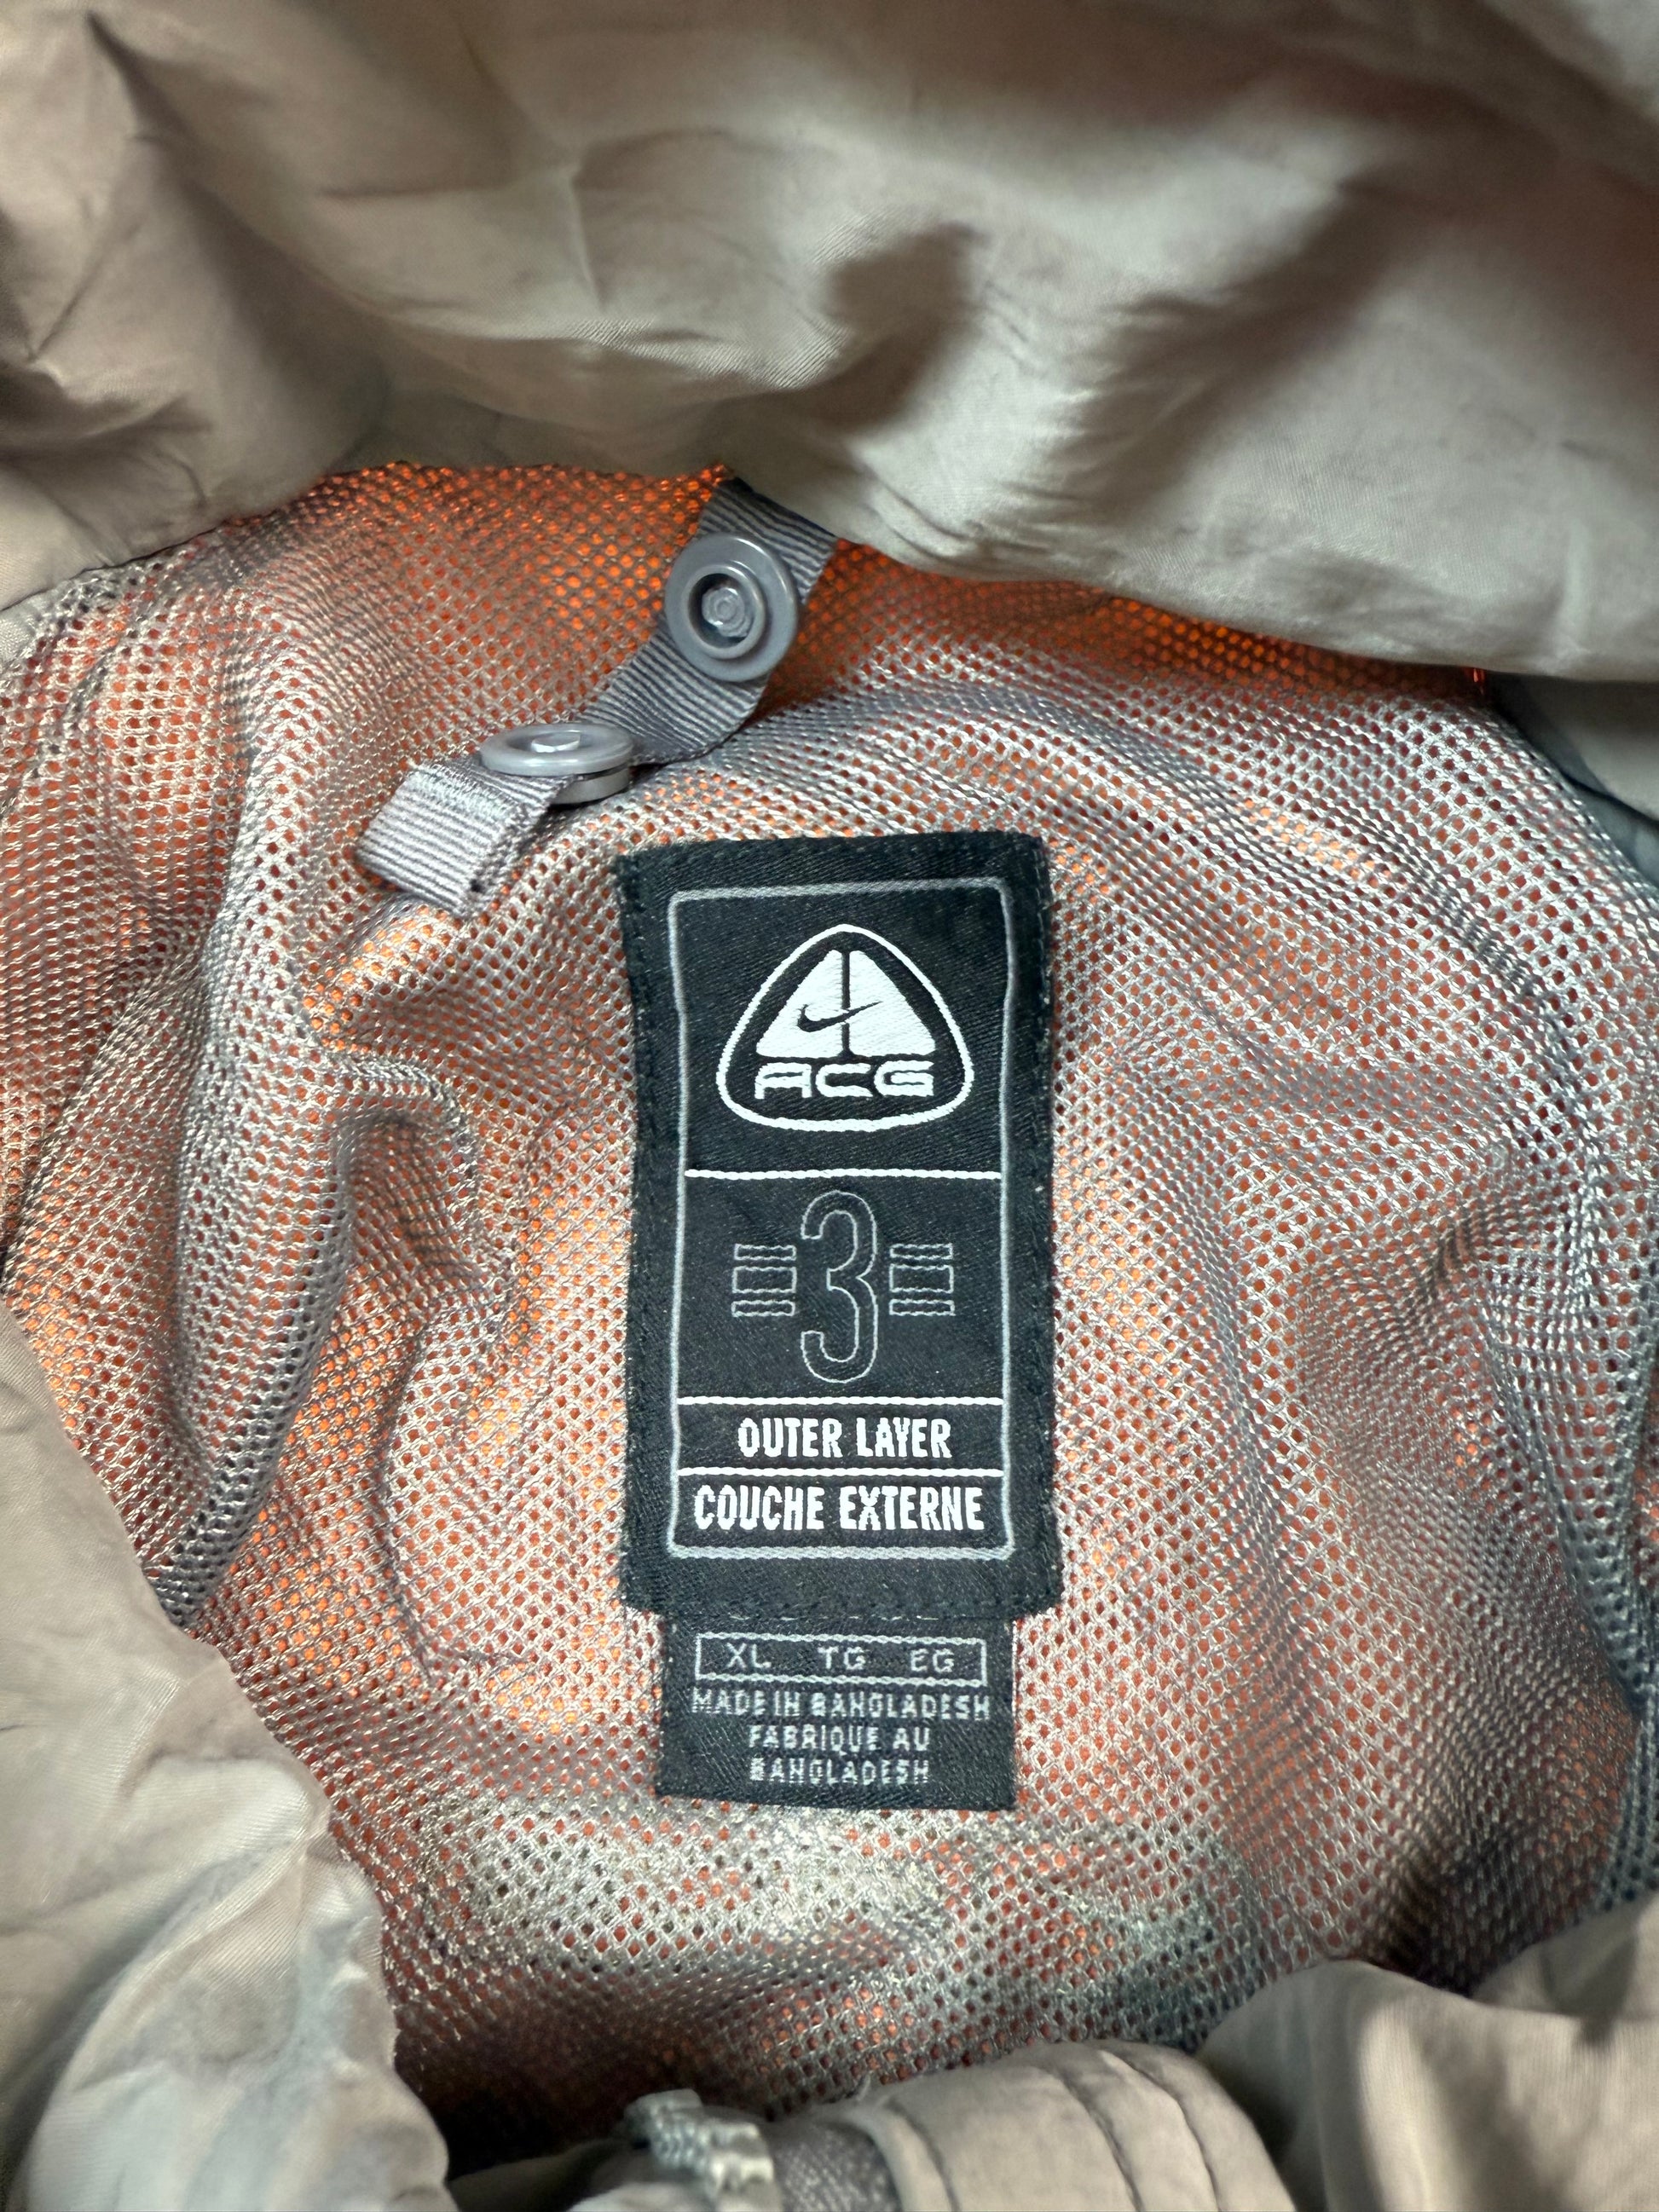 ACG
3
OUTER LAYER
COUCHE EXTERNE
XL TG EG
MADE IN BANGLADESH
FABRIQUE AU
BANGLADESH